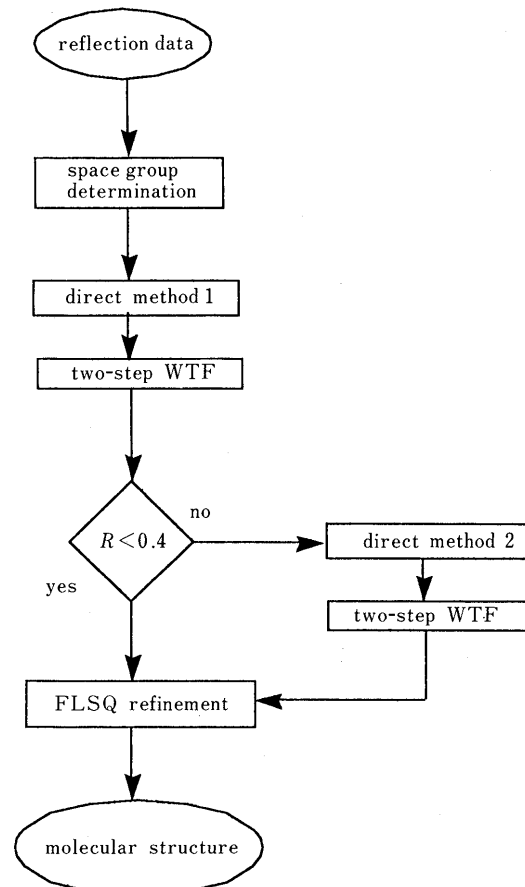 reflection data
space group
determination
direct method 1
two-step WTF
R<0.4
no
yes
direct method 2
two-step WTF
FLSQ refinement
molecular structure